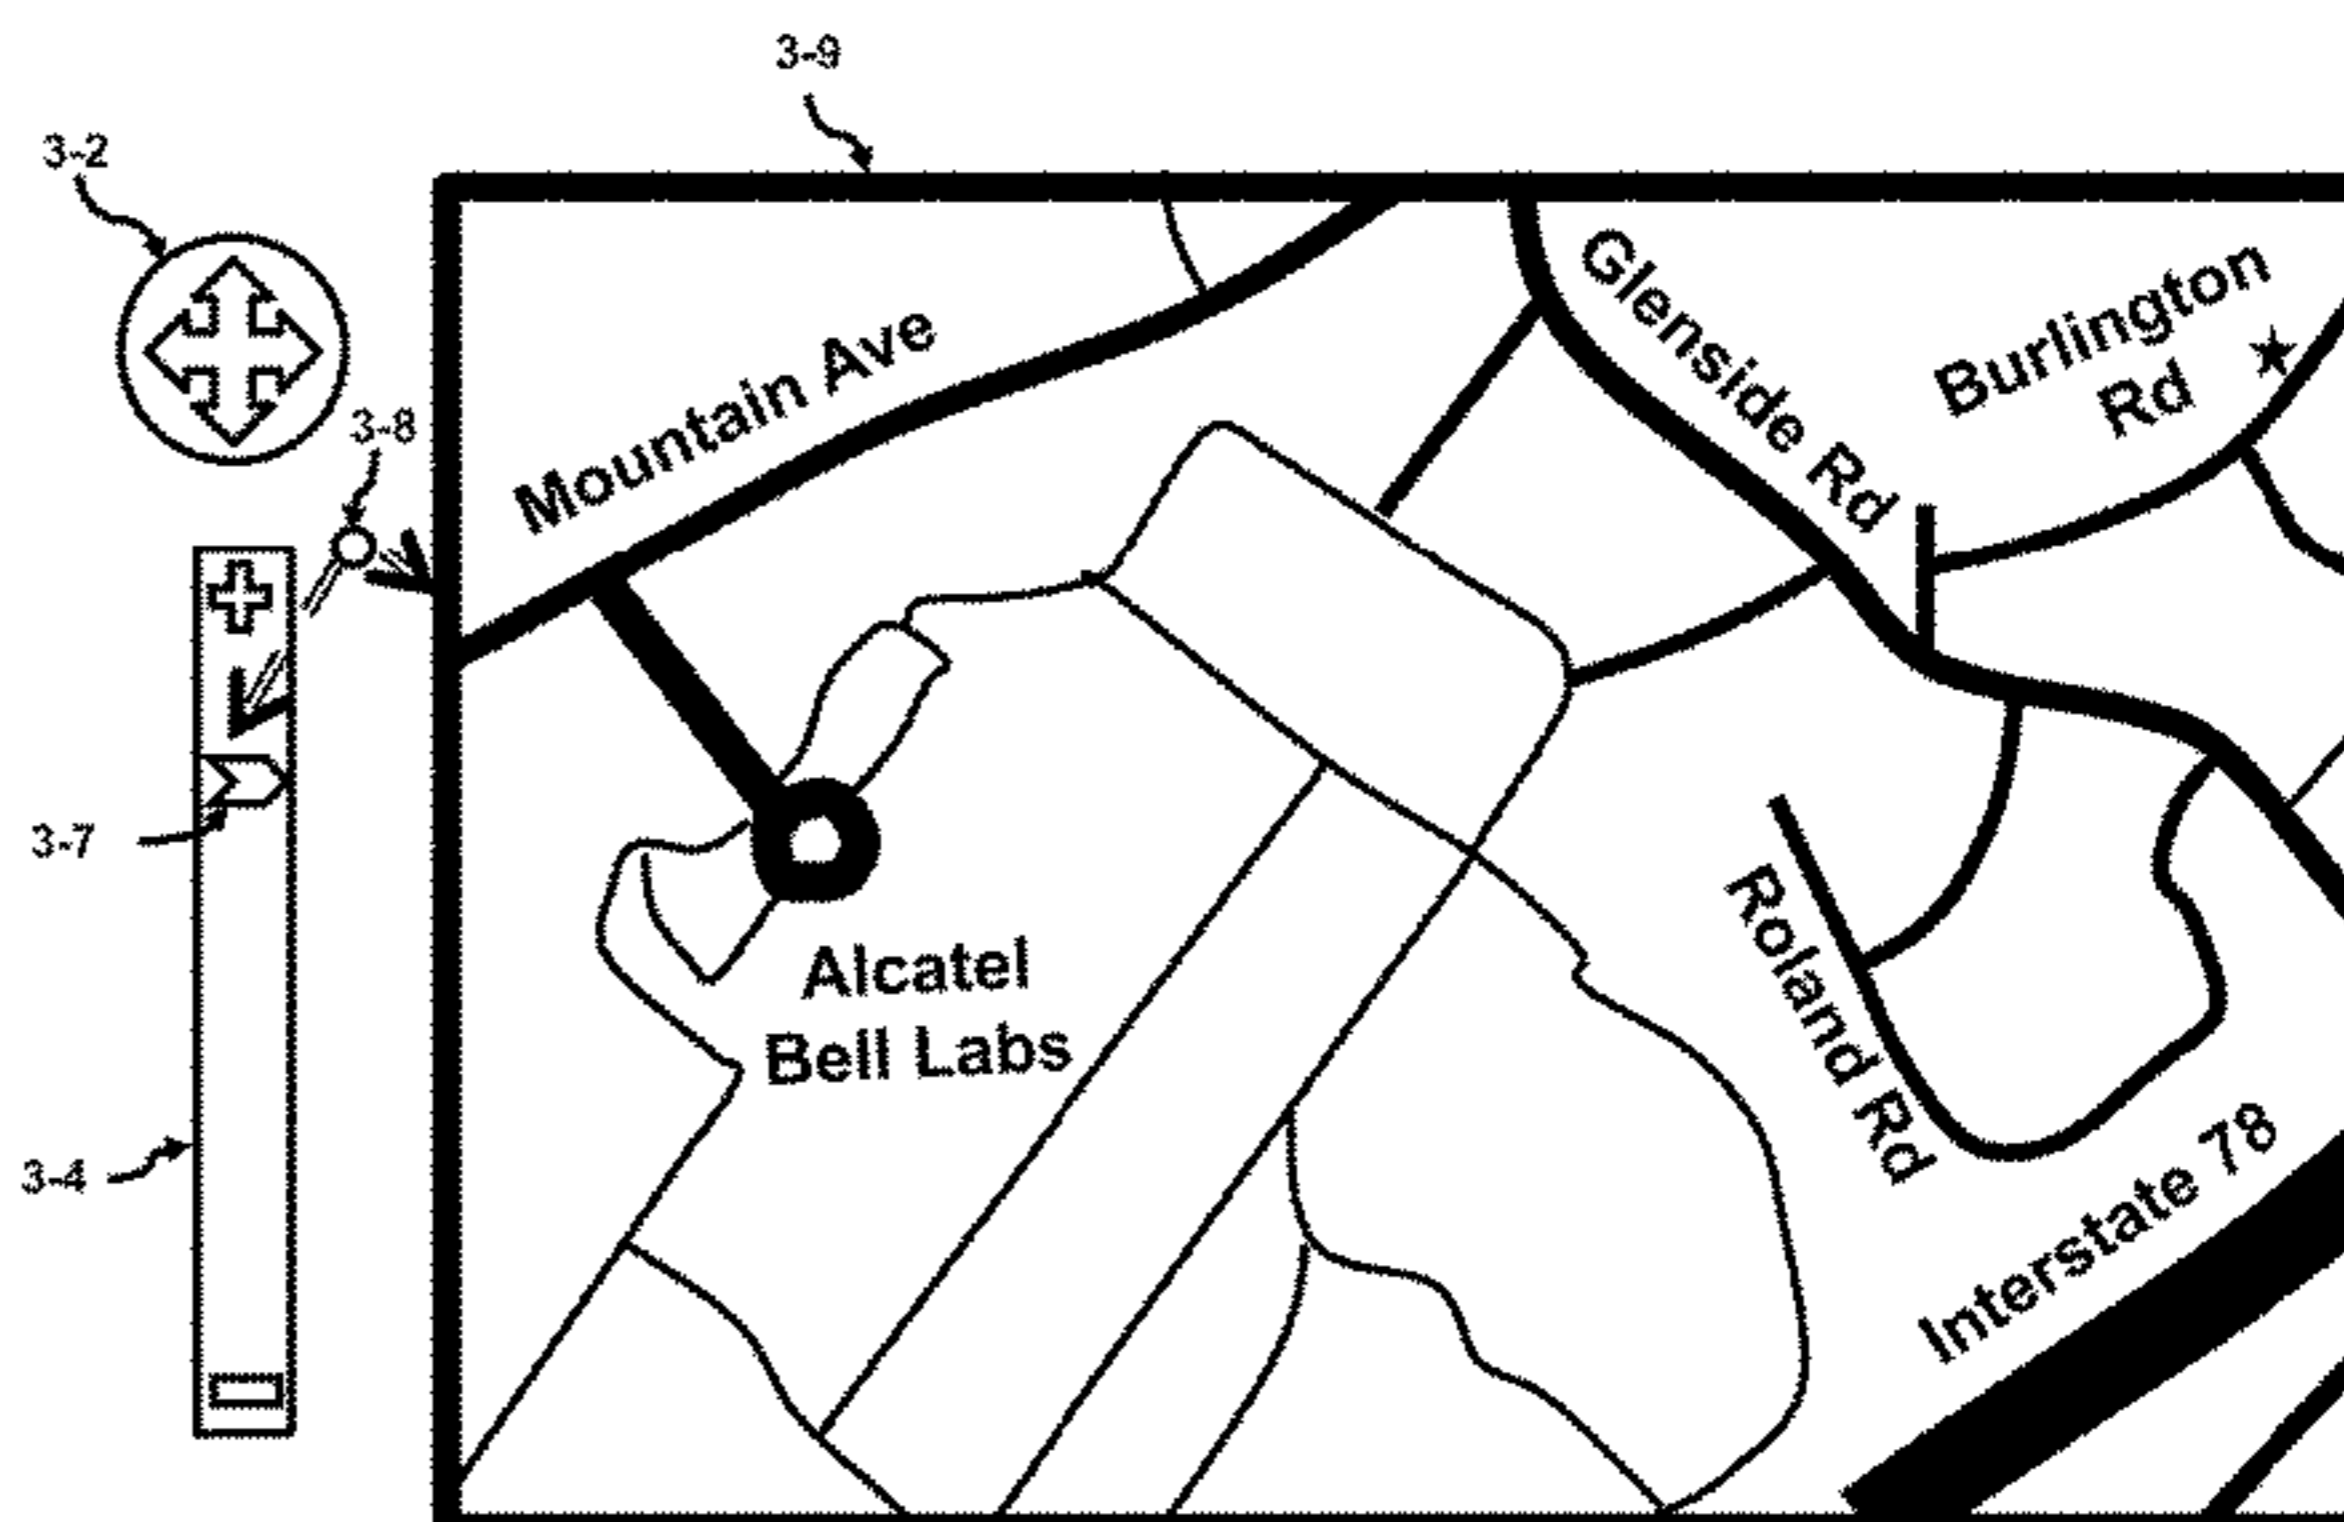 3-9
3-2
Glenside Rd
Burlington
Rd
Mountain Ave
3-8
3-7
Roland Rd
Alcatel
Bell Labs
3-4
Interstate 78